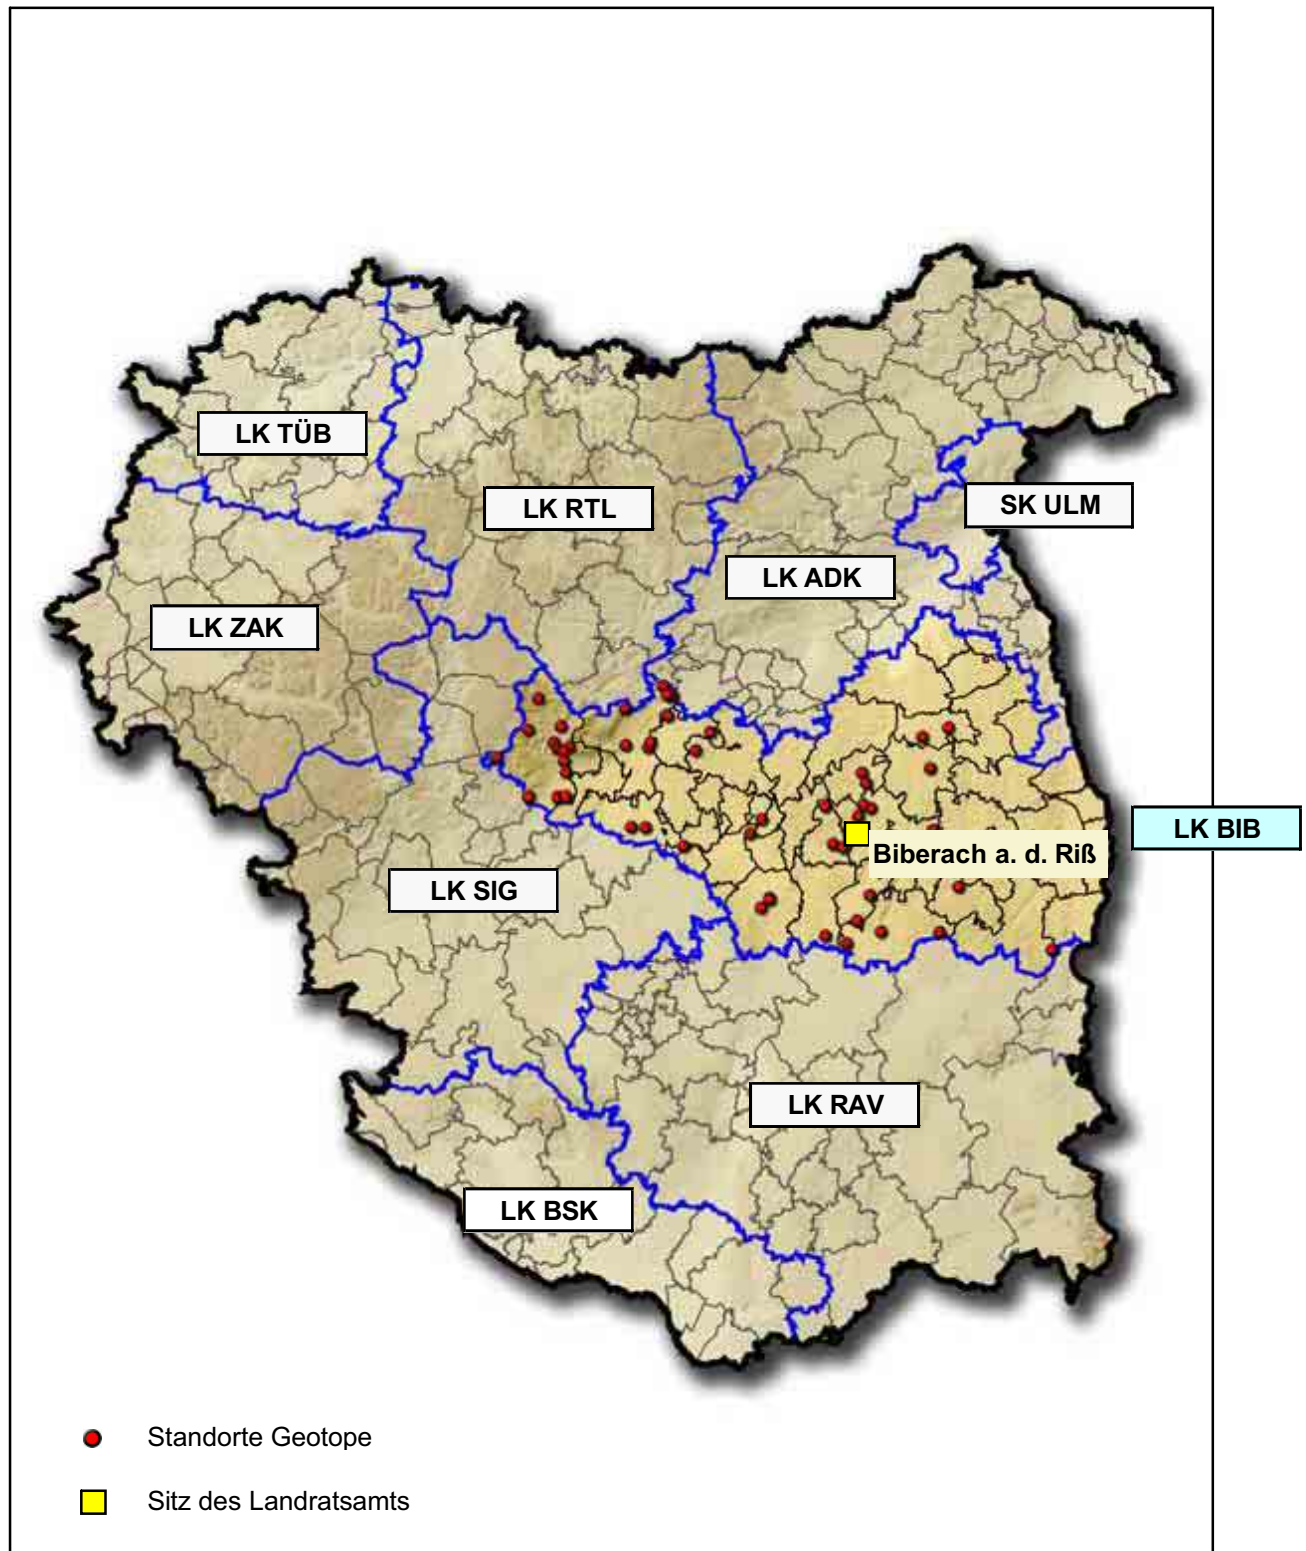 LK TÜB
LK RTL
SK ULM
LK ADK
LK ZAK
LK BIB
Biberach a. d. Riß
LK SIG
LK RAV
LK BSK
Standorte Geotope
Sitz des Landratsamts